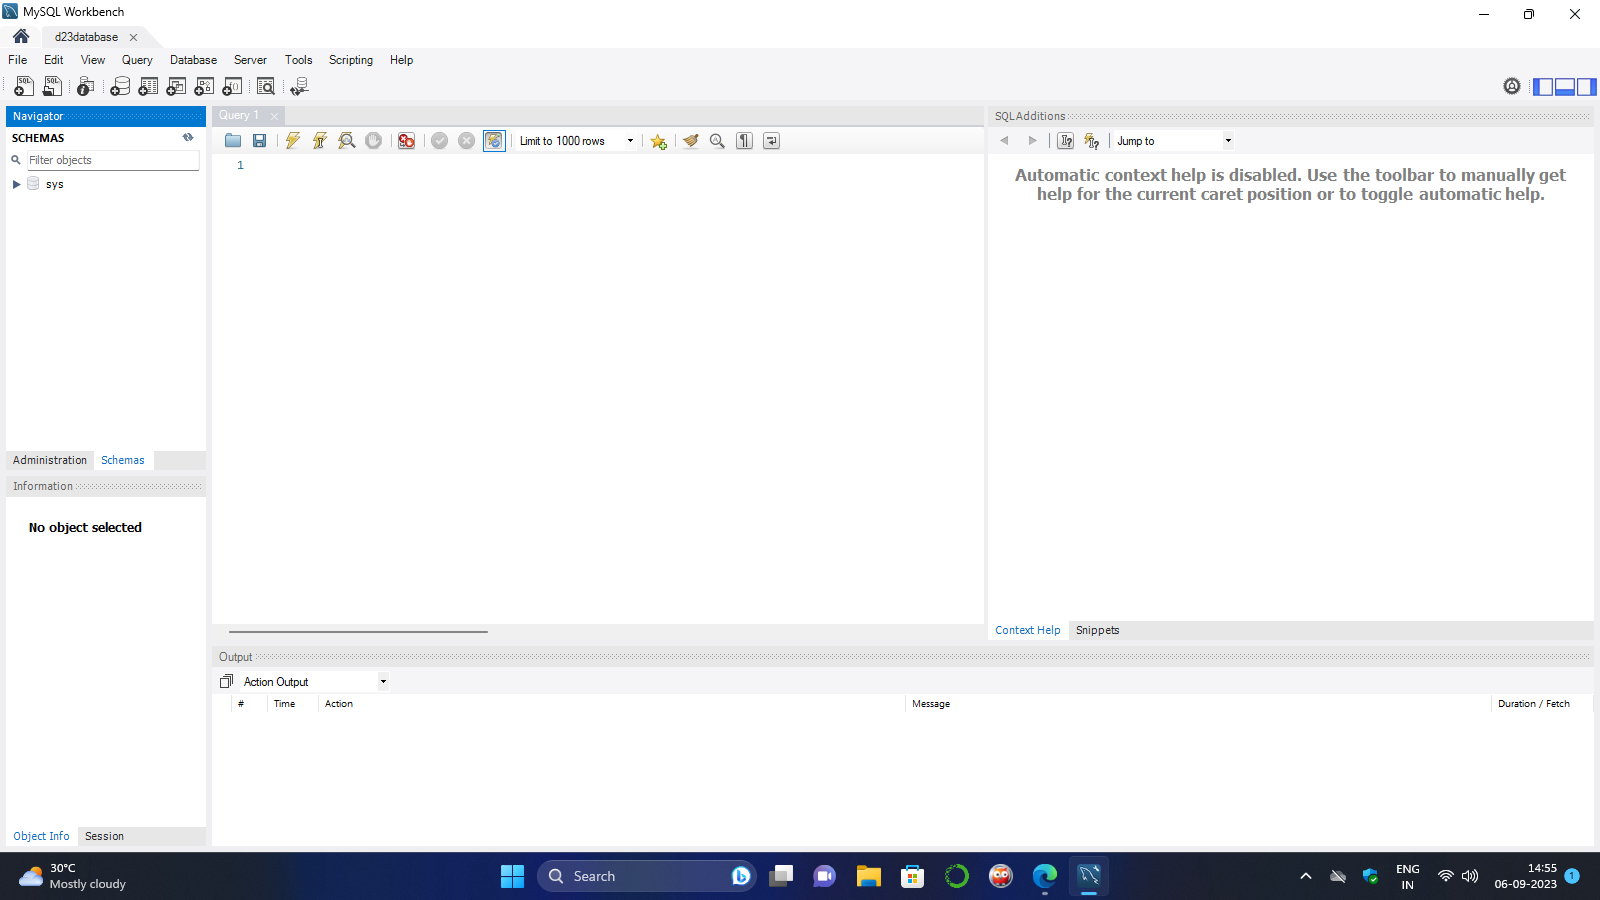 MySQL Workbench
d23database
File Edit View Query Database Server Tools Scripting Help
Navigator
SCHEMAS
Filter objects
sys
Administration Schemas
Information
No object selected
Object Info Session
Query 1
Limit to 1000 rows
1
SQLAdditions
Jump to
Automatic context help is disabled. Use the toolbar to manually get
help for the current caret position or to toggle automatic help.
Context Help Snippets
Output
Action Output
# Time Action Message Duration / Fetch
30°C
Mostly cloudy
Search
ENG
IN
14:55
06-09-2023
1